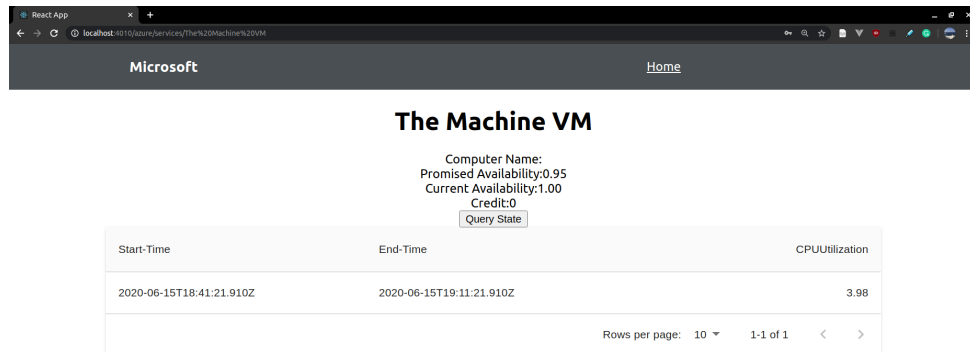 React App
localhost:4010/azure/services/The%20Machine%20VM
Microsoft Home
The Machine VM
Computer Name:
Promised Availability:0.95
Current Availability:1.00
Credit:0
Query State
Start-Time End-Time CPUUtilization
2020-06-15T18:41:21.910Z 2020-06-15T19:11:21.910Z 3.98
Rows per page: 10 1-1 of 1